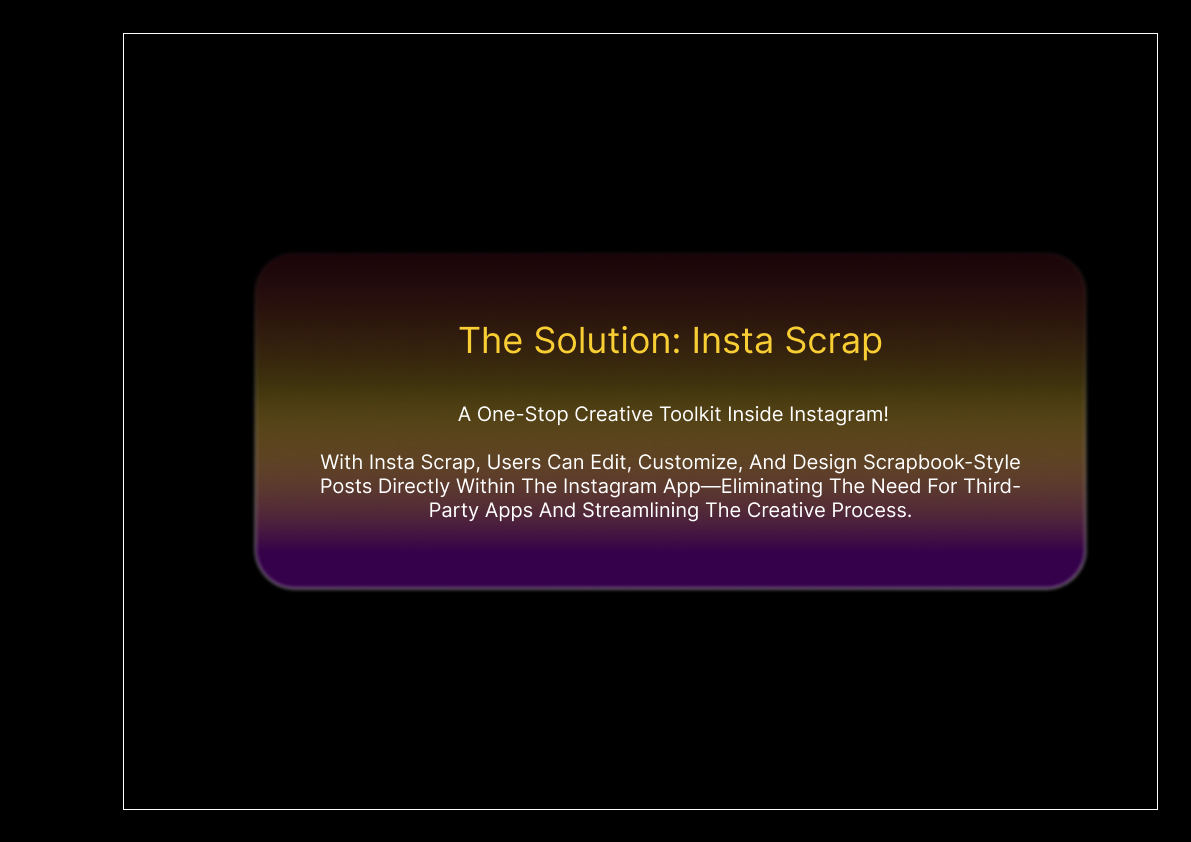 The Solution: Insta Scrap
A One-Stop Creative Toolkit Inside Instagram!
With Insta Scrap, Users Can Edit, Customize, And Design Scrapbook-Style
Posts Directly Within The Instagram App—Eliminating The Need For Third-
Party Apps And Streamlining The Creative Process.